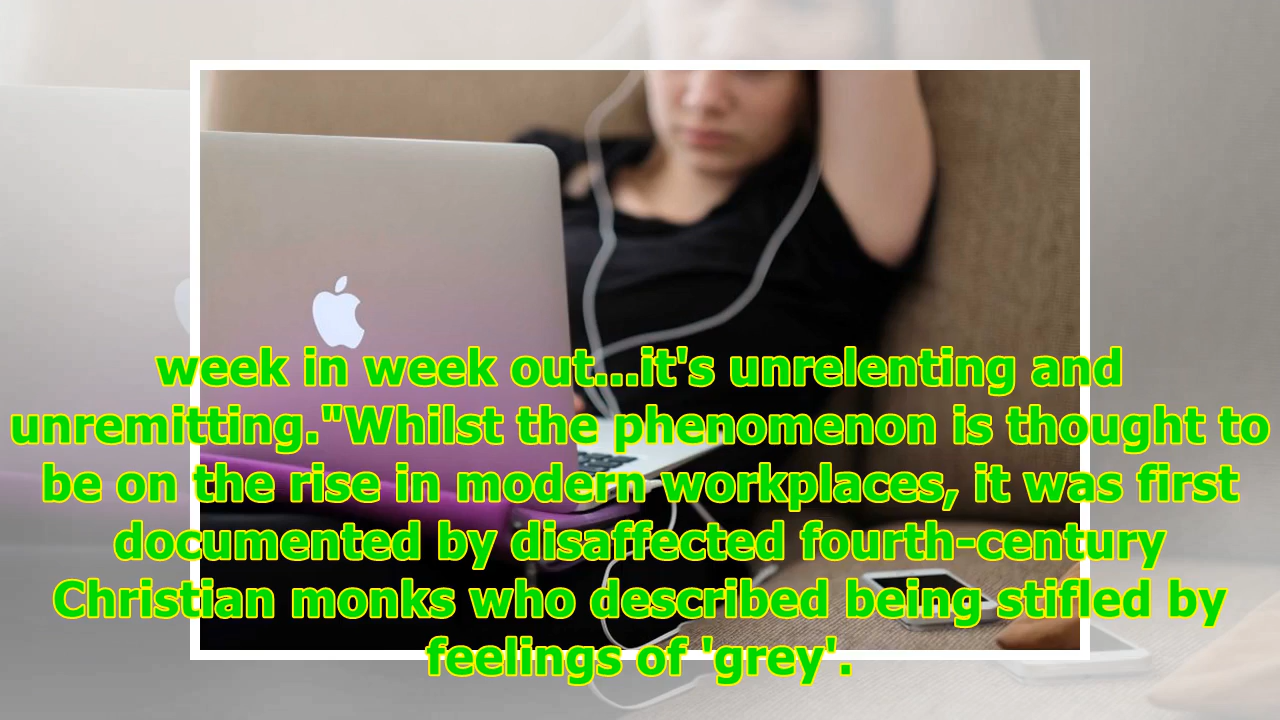 week in week out...it's unrelenting and
unremitting."Whilst the phenomenon is thought to
be on the rise in modern workplaces, it was first
documented by disaffected fourth-century
Christian monks who described being stifled by
feelings of 'grey'.